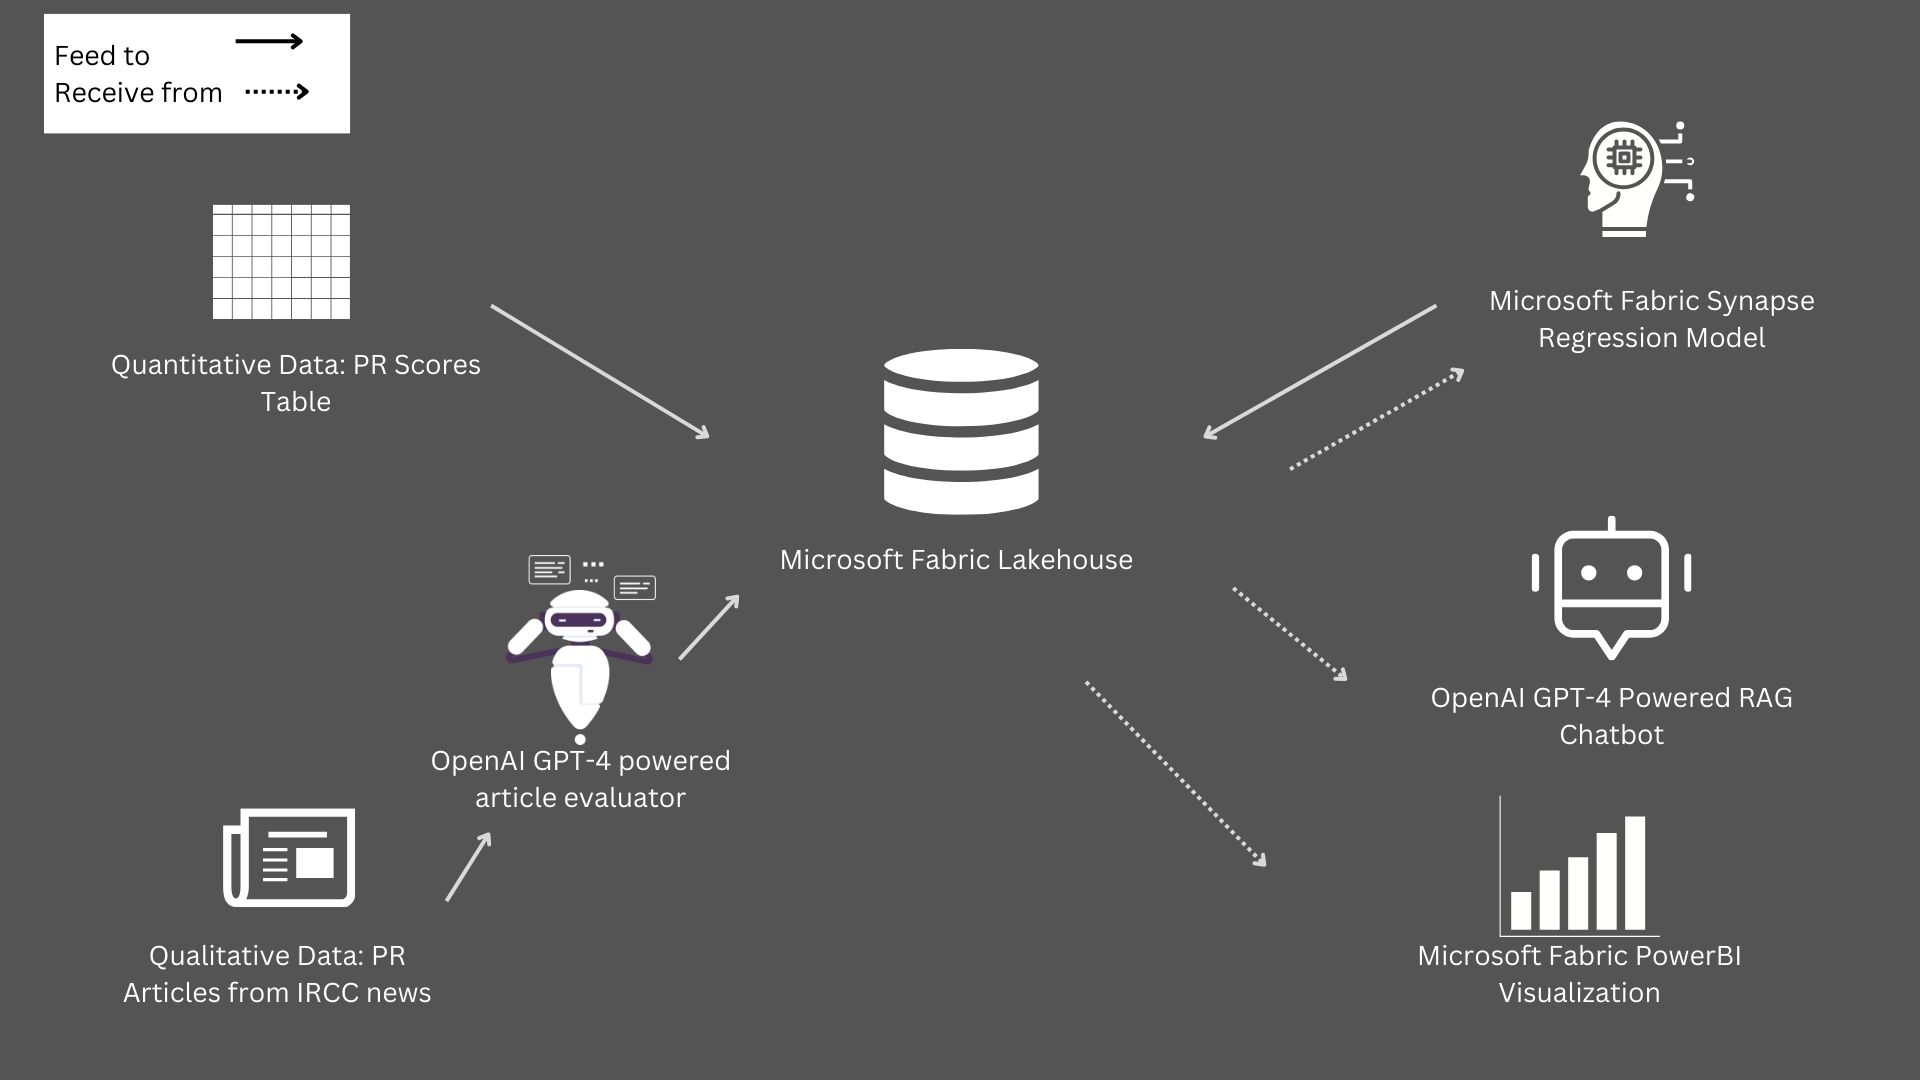 Feed to
Receive from
Quantitative Data: PR Scores
Table
Microsoft Fabric Synapse
Regression Model
Microsoft Fabric Lakehouse
OpenAI GPT-4 powered
article evaluator
OpenAI GPT-4 Powered RAG
Chatbot
Qualitative Data: PR
Articles from IRCC news
Microsoft Fabric PowerBI
Visualization